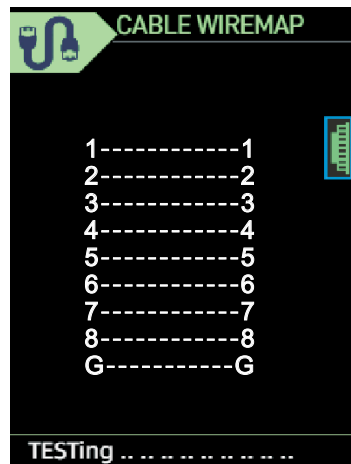 CABLE WIREMAP
1------------1
2------------2
3------------3
4------------4
5------------5
6------------6
7------------7
8------------8
G-----------G
TESTing .. .. .. .. .. .. .. .. ..